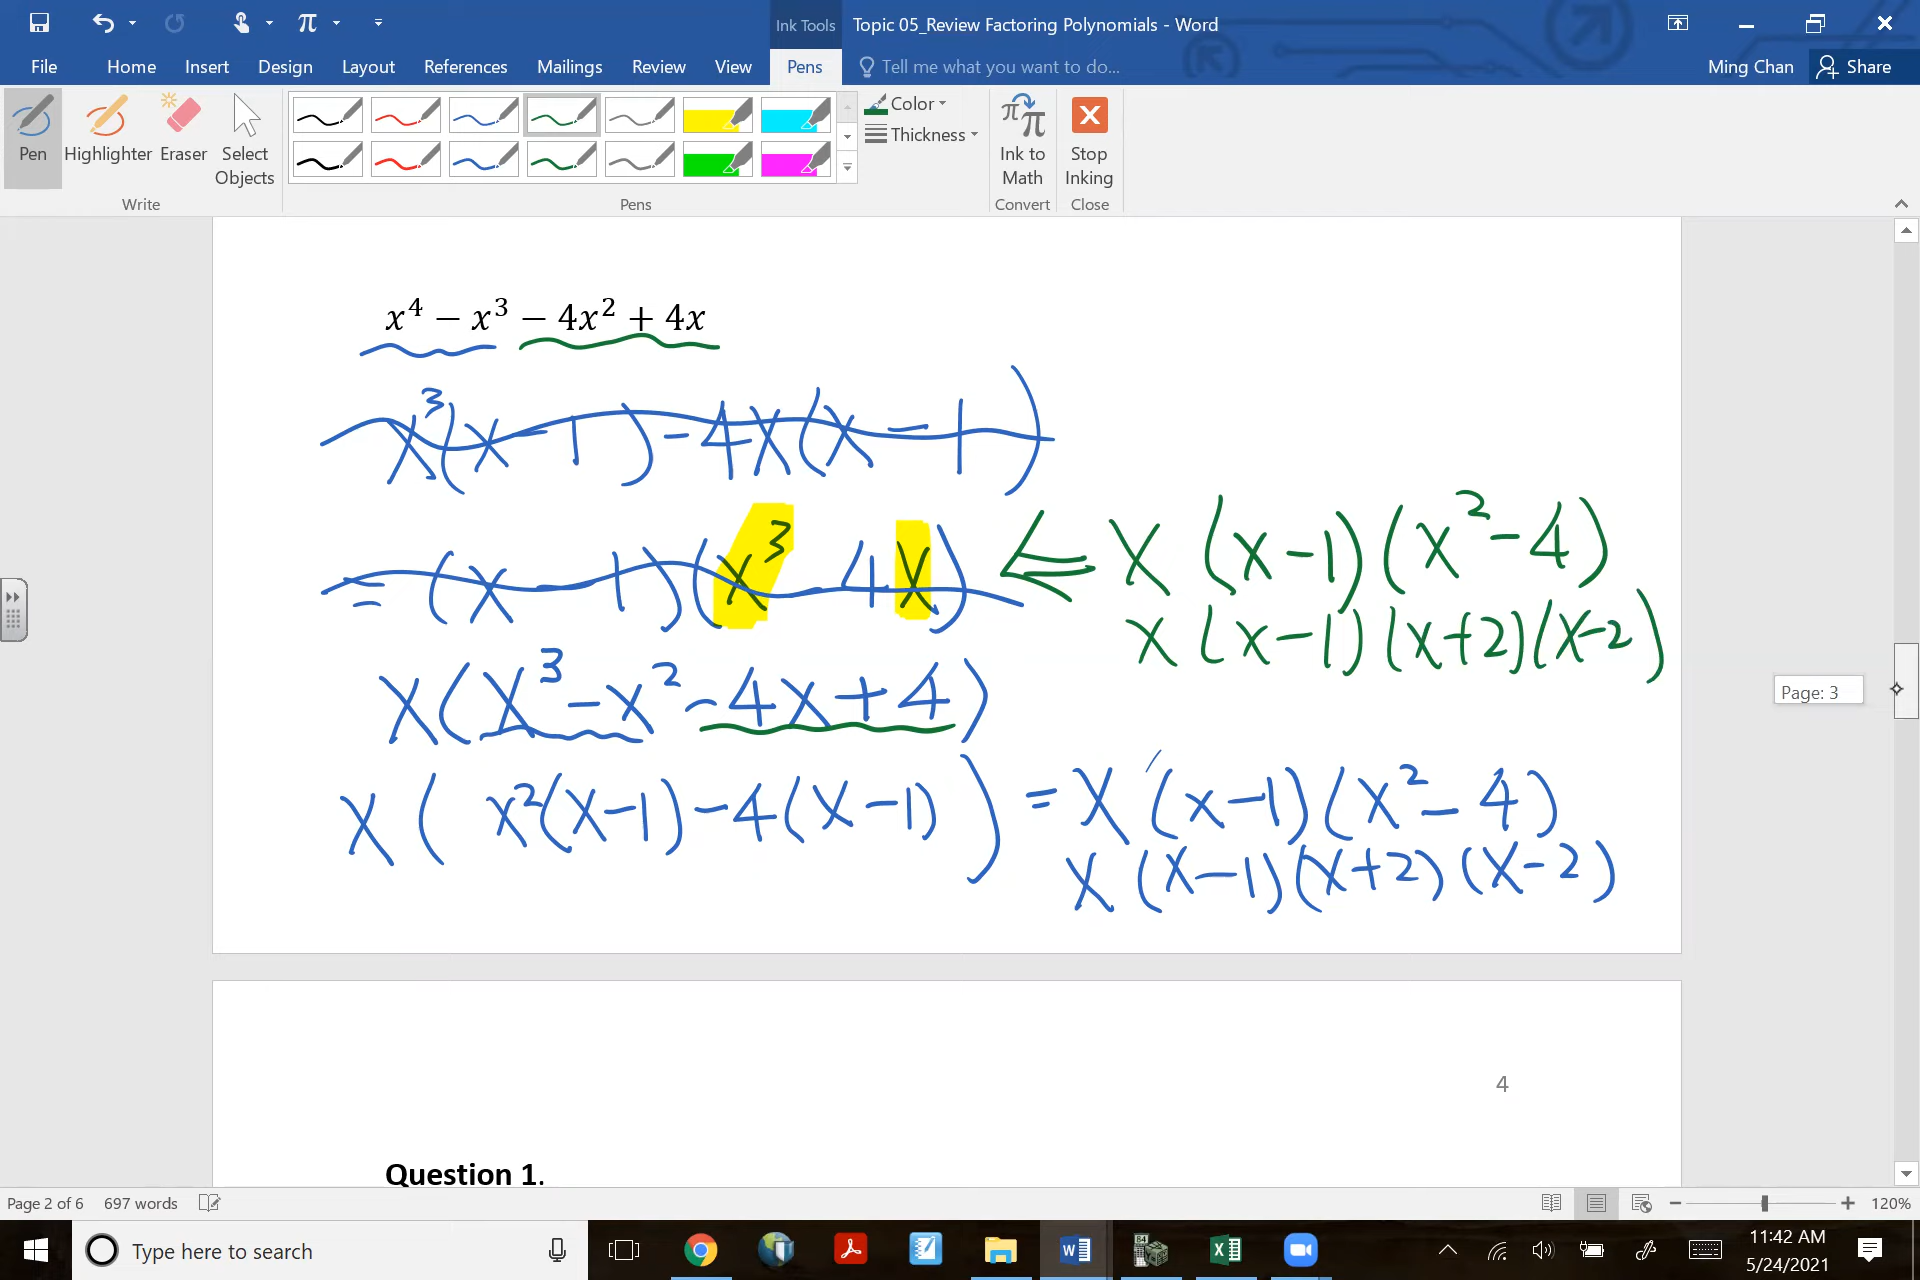 Ink Tools Topic 05_Review Factoring Polynomials - Word
File Home Insert Design Layout References Mailings Review View Pens Tell me what you want to do... Ming Chan Share
Pen Highlighter Eraser Select Objects
Color
Thickness
Ink to Math
Stop Inking
Write Pens Convert Close
x⁴ − x³ − 4x² + 4x
x³(x − 1) − 4x(x − 1)
= (x − 1)(x³ 4x) ⇐ x (x−1)(x²−4)
x (x−1)(x+2)(x−2)
x(x³ − x² − 4x + 4)
x( x²(x−1) − 4(x−1) ) = x (x−1)(x² − 4)
x (x−1)(x+2)(x−2)
Page: 3
4
Question 1.
Page 2 of 6 697 words 120%
Type here to search
11:42 AM
5/24/2021